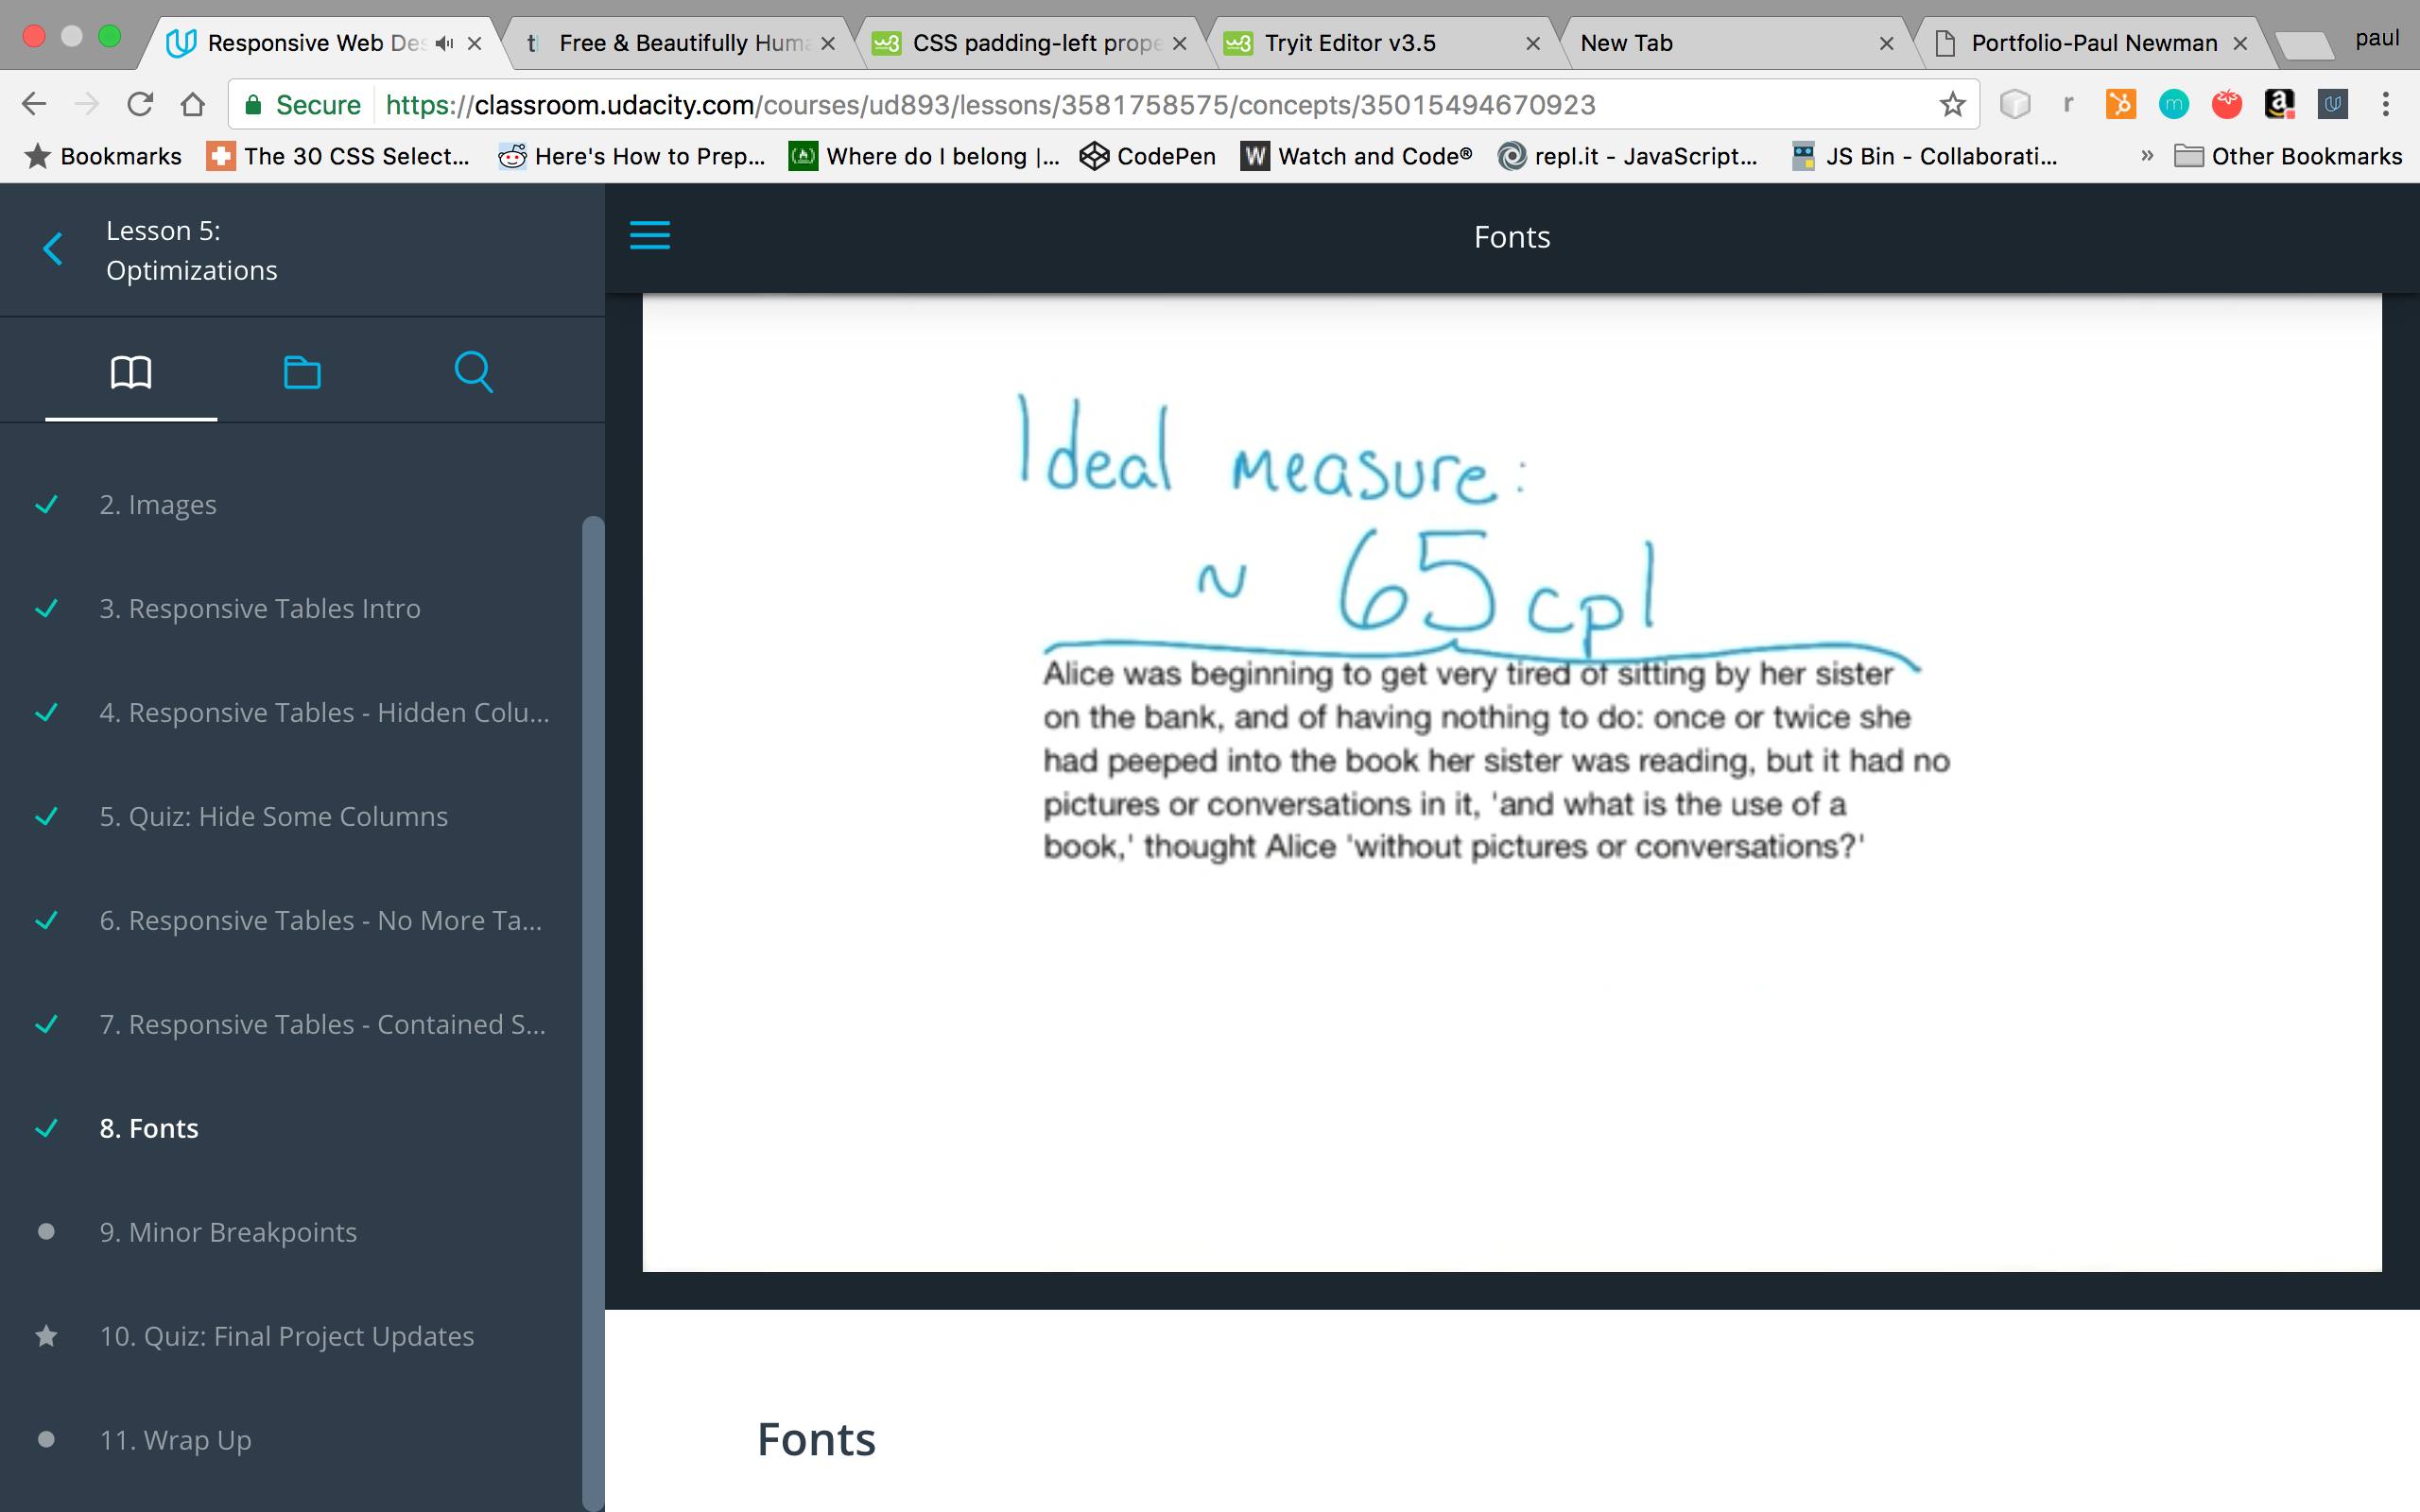 Responsive Web Des
t Free & Beautifully Huma
w3 CSS padding-left prope
w3 Tryit Editor v3.5
New Tab
Portfolio-Paul Newman
paul
Secure https://classroom.udacity.com/courses/ud893/lessons/3581758575/concepts/35015494670923
r
m
a
Bookmarks
The 30 CSS Select...
Here's How to Prep...
Where do I belong |...
CodePen
W Watch and Code®
repl.it - JavaScript...
JS Bin - Collaborati...
»
Other Bookmarks
Lesson 5:
Optimizations
2. Images
3. Responsive Tables Intro
4. Responsive Tables - Hidden Colu...
5. Quiz: Hide Some Columns
6. Responsive Tables - No More Ta...
7. Responsive Tables - Contained S...
8. Fonts
9. Minor Breakpoints
10. Quiz: Final Project Updates
11. Wrap Up
Fonts
Ideal measure:
~ 65 cpl
Alice was beginning to get very tired of sitting by her sister
on the bank, and of having nothing to do: once or twice she
had peeped into the book her sister was reading, but it had no
pictures or conversations in it, 'and what is the use of a
book,' thought Alice 'without pictures or conversations?'
Fonts